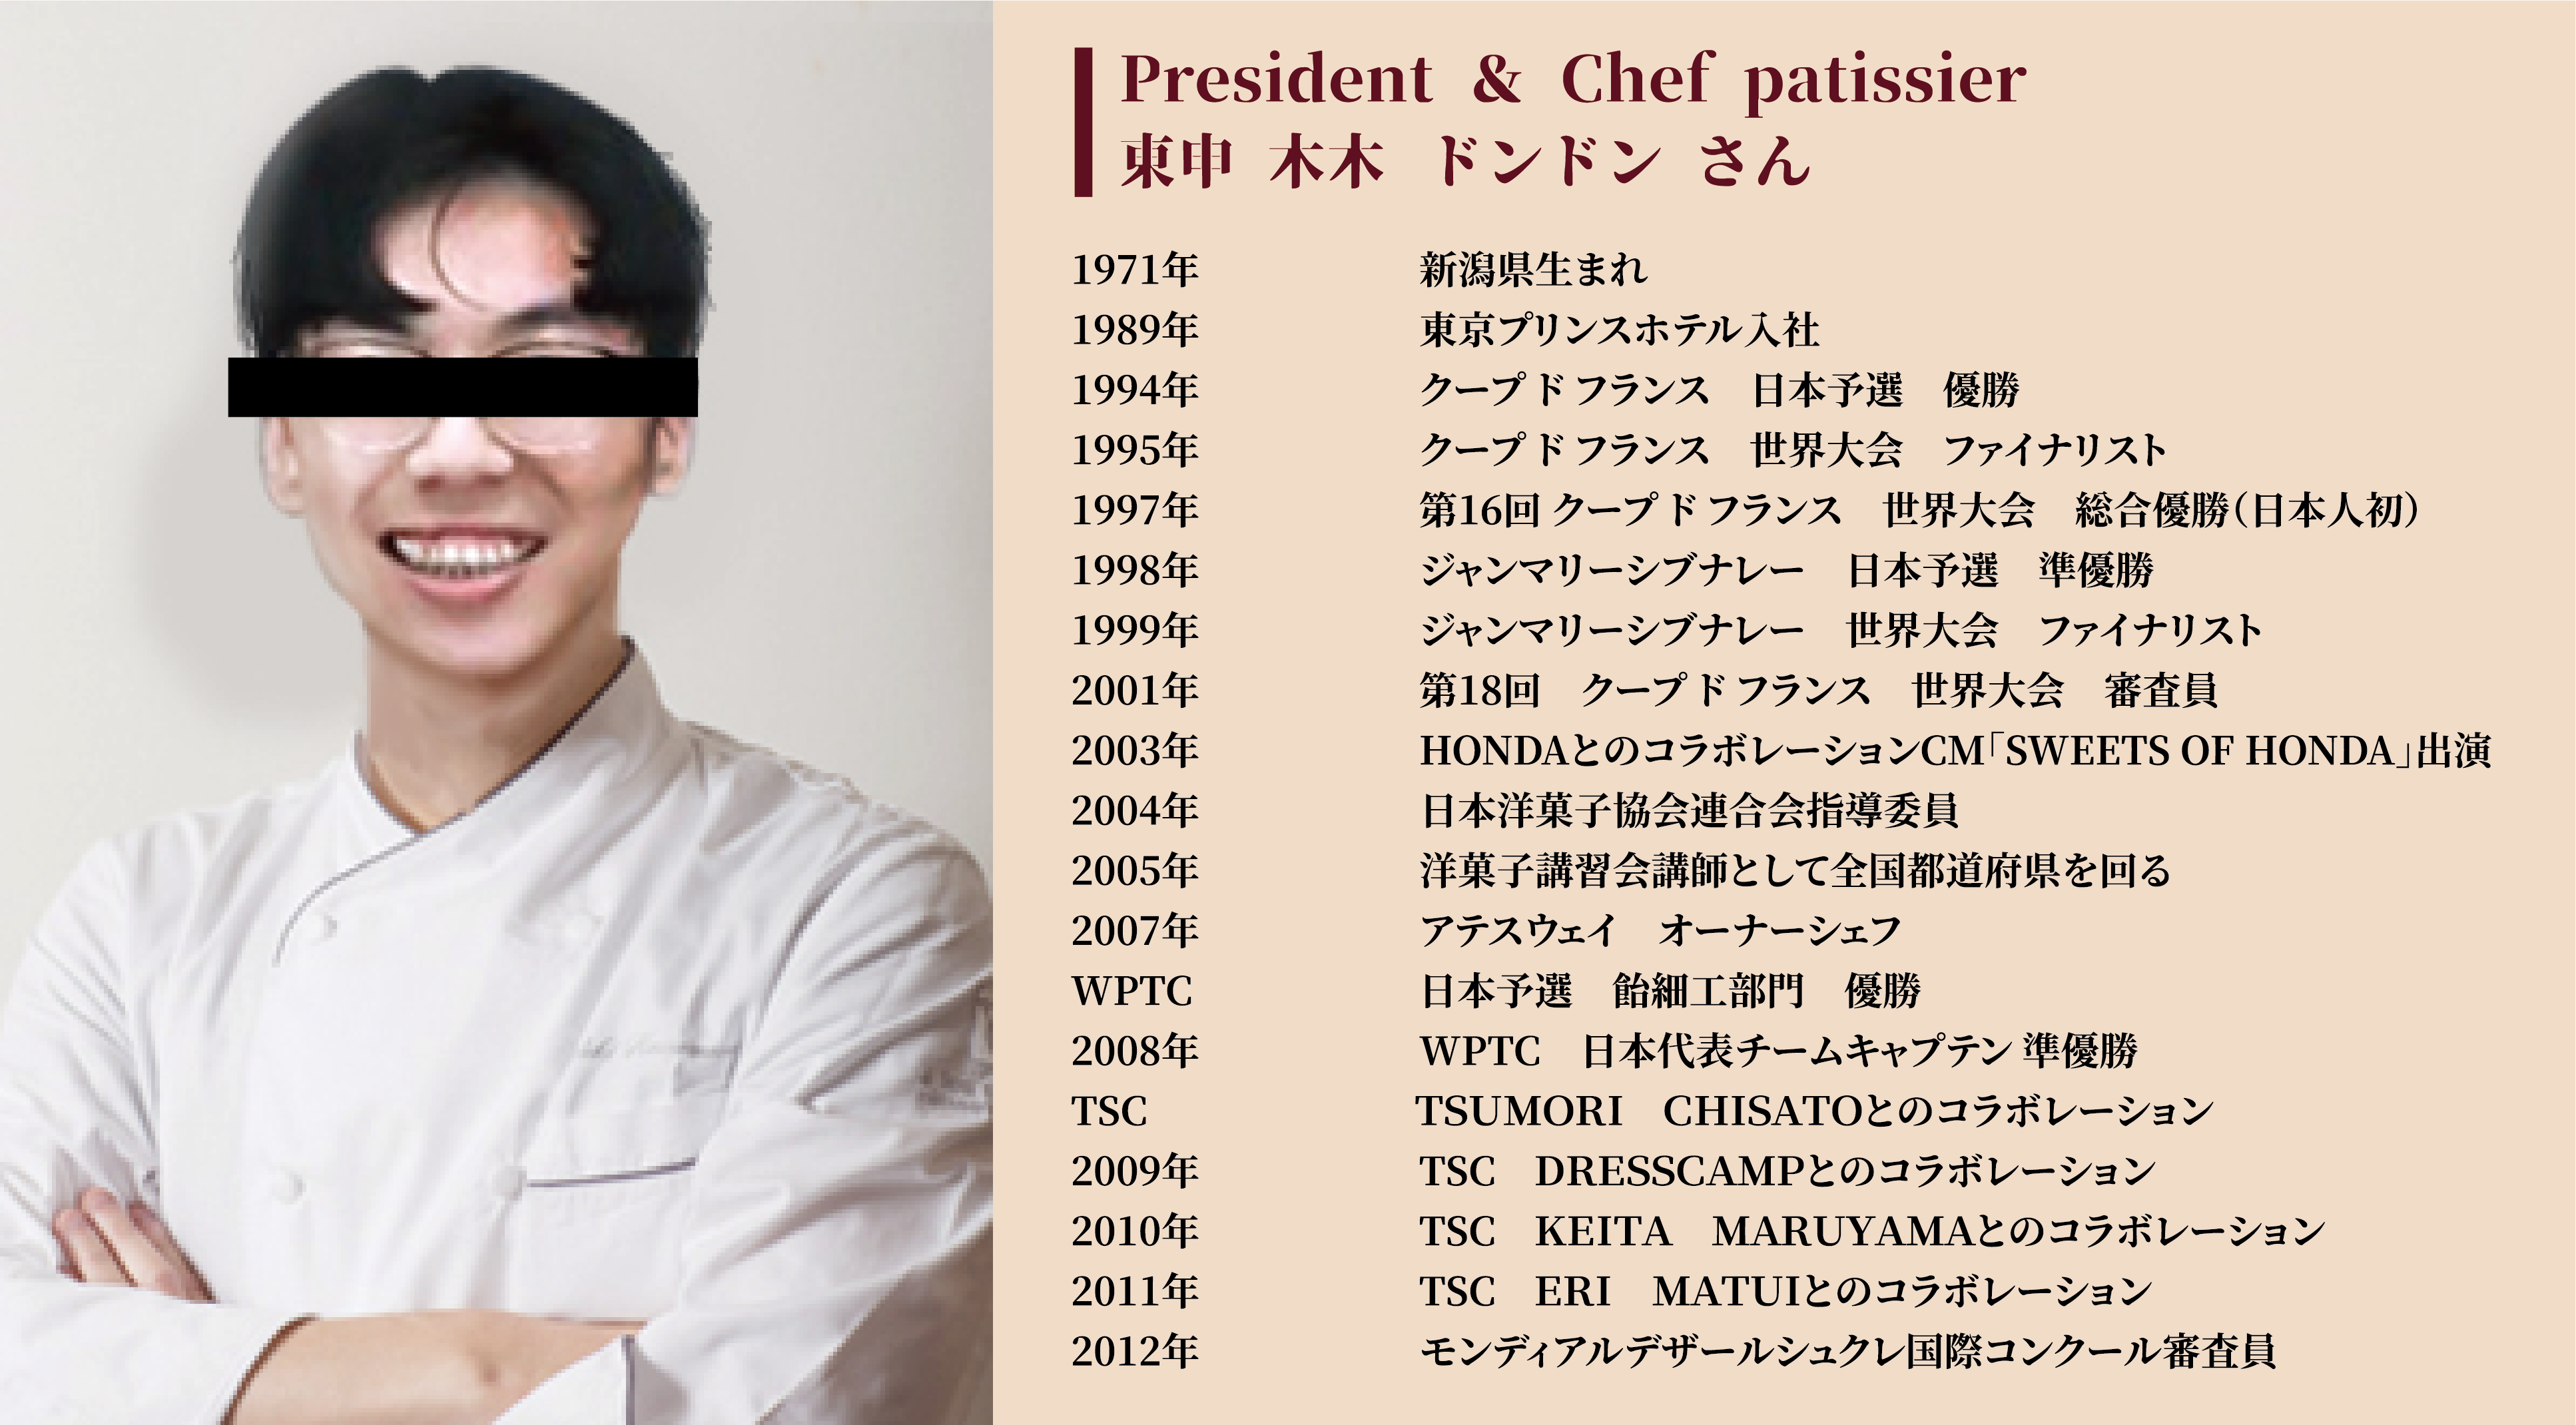 President & Chef patissier
東申 木木 ドンドン さん
1971年 新潟県生まれ
1989年 東京プリンスホテル入社
1994年 クープ ド フランス 日本予選 優勝
1995年 クープ ド フランス 世界大会 ファイナリスト
1997年 第16回 クープ ド フランス 世界大会 総合優勝（日本人初）
1998年 ジャンマリーシブナレー 日本予選 準優勝
1999年 ジャンマリーシブナレー 世界大会 ファイナリスト
2001年 第18回 クープ ド フランス 世界大会 審査員
2003年 HONDAとのコラボレーションCM「SWEETS OF HONDA」出演
2004年 日本洋菓子協会連合会指導委員
2005年 洋菓子講習会講師として全国都道府県を回る
2007年 アテスウェイ オーナーシェフ
WPTC 日本予選 飴細工部門 優勝
2008年 WPTC 日本代表チームキャプテン 準優勝
TSC TSUMORI CHISATOとのコラボレーション
2009年 TSC DRESSCAMPとのコラボレーション
2010年 TSC KEITA MARUYAMAとのコラボレーション
2011年 TSC ERI MATUIとのコラボレーション
2012年 モンディアルデザールシュクレ国際コンクール審査員